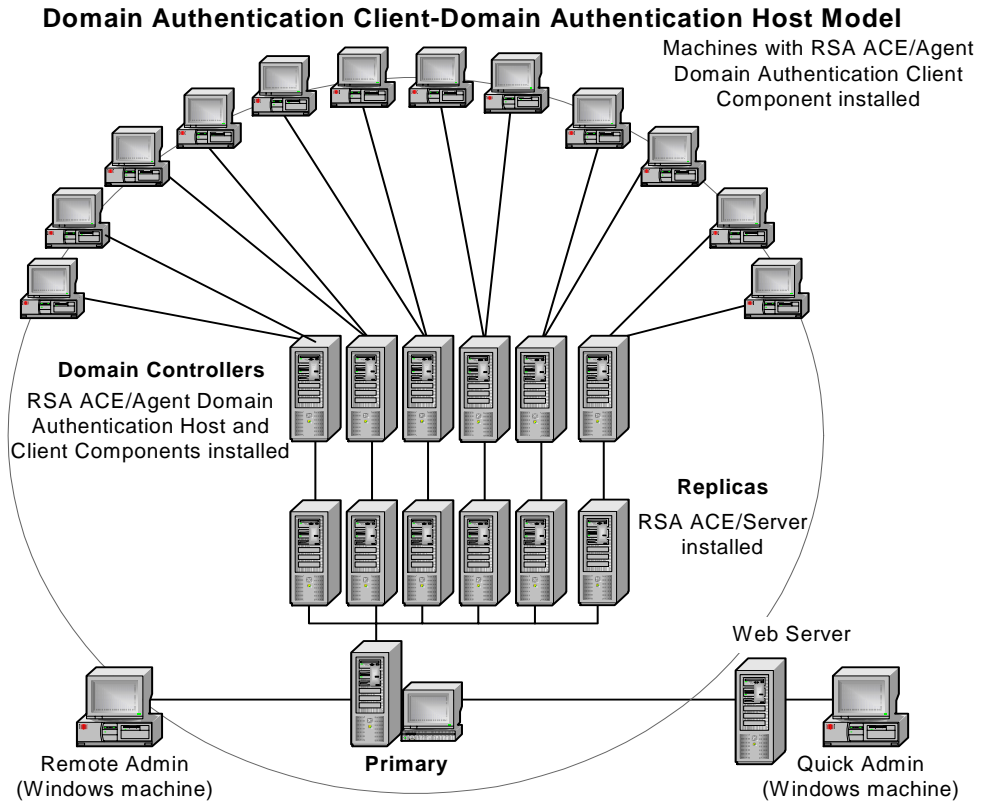 Domain Authentication Client-Domain Authentication Host Model
Machines with RSA ACE/Agent
Domain Authentication Client
Component installed
Domain Controllers
RSA ACE/Agent Domain
Authentication Host and
Client Components installed
Replicas
RSA ACE/Server
installed
Web Server
Remote Admin
(Windows machine)
Primary
Quick Admin
(Windows machine)